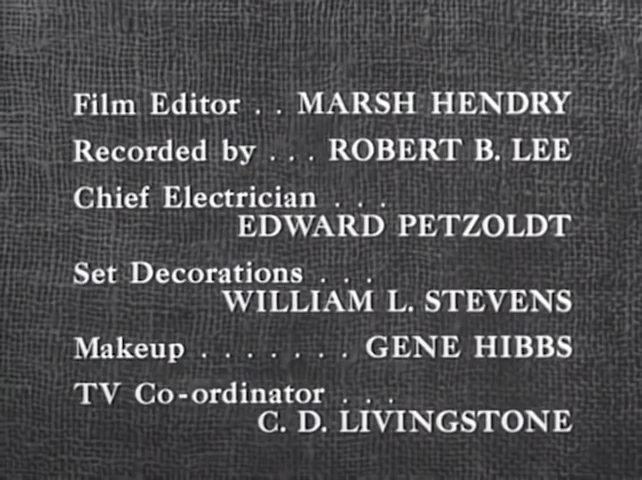 Film Editor . . MARSH HENDRY
Recorded by . . . ROBERT B. LEE
Chief Electrician . . .
EDWARD PETZOLDT
Set Decorations . . .
WILLIAM L. STEVENS
Makeup . . . . . . . GENE HIBBS
TV Co-ordinator . . .
C. D. LIVINGSTONE